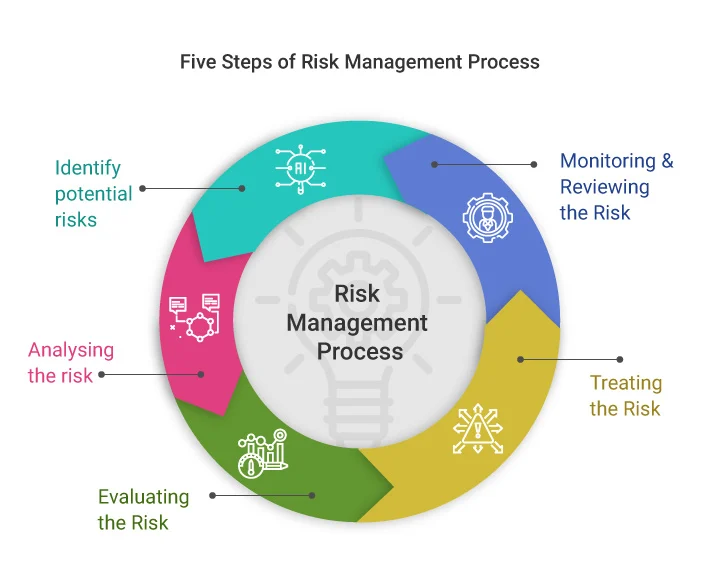 Five Steps of Risk Management Process
Identify
potential
risks
AI
Monitoring &
Reviewing
the Risk
Risk
Management
Process
Analysing
the risk
Treating
the Risk
Evaluating
the Risk